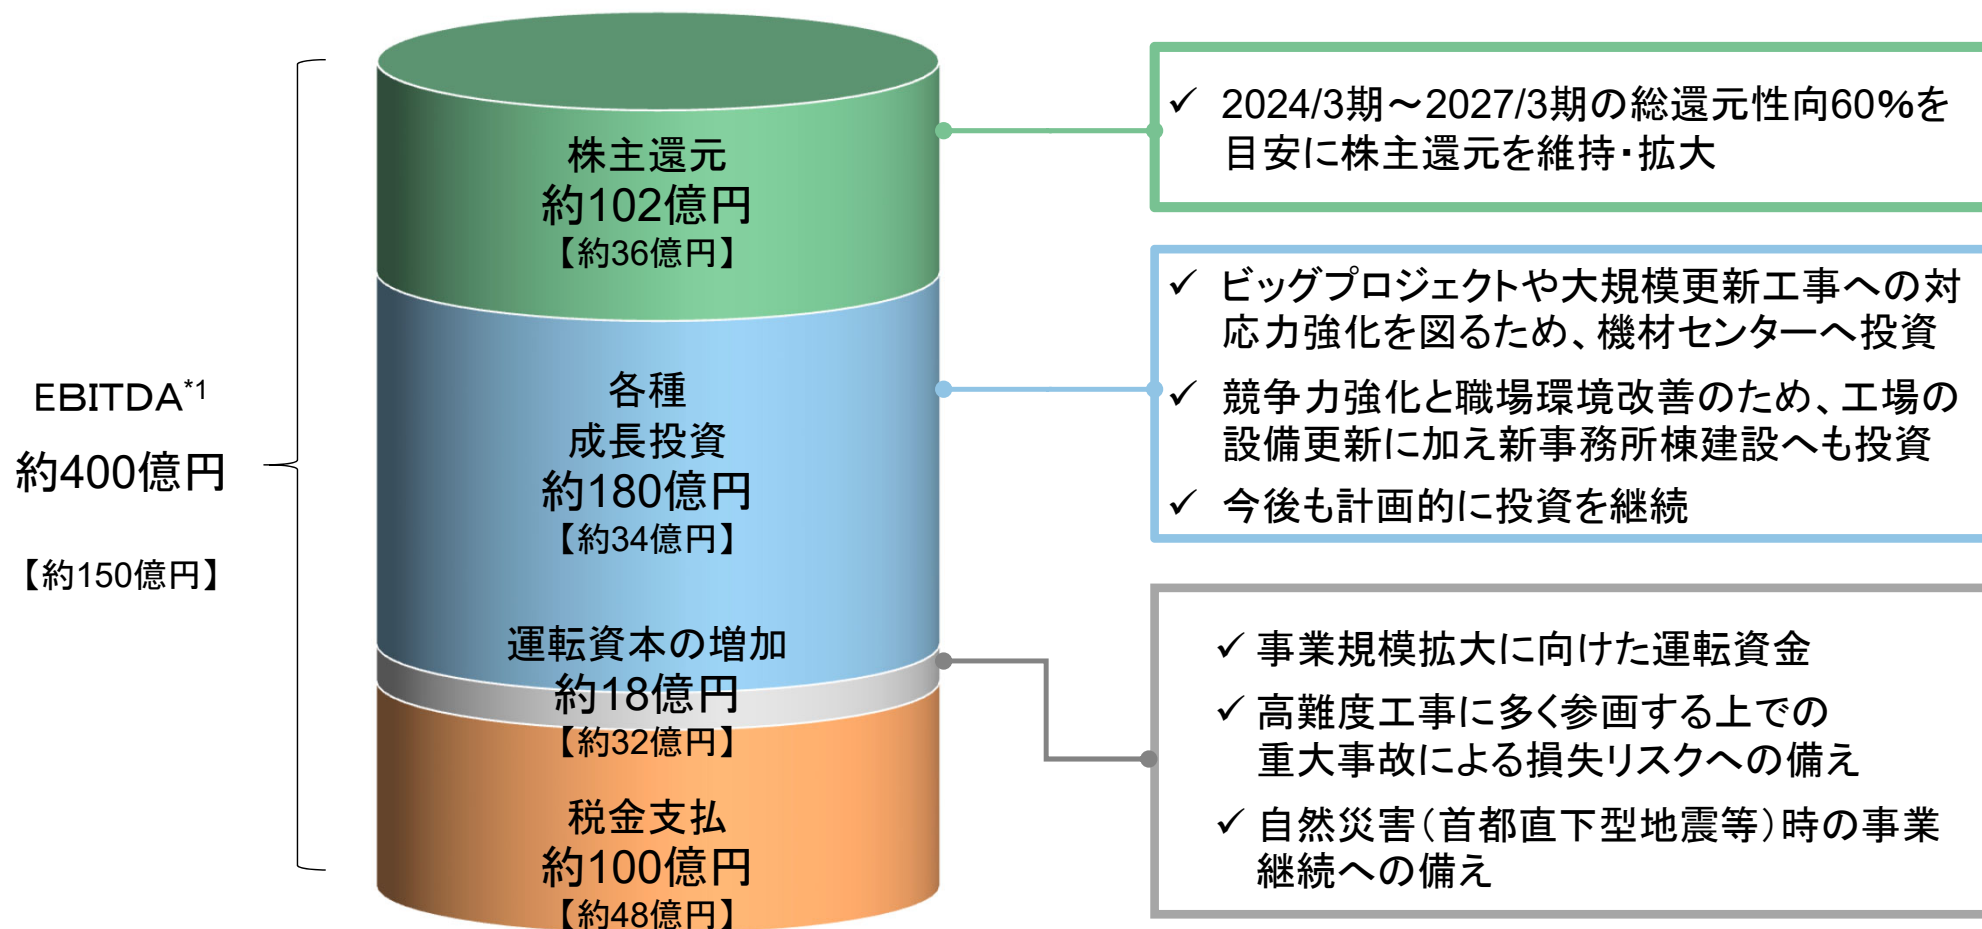 EBITDA*1
約400億円
【約150億円】
株主還元
約102億円
【約36億円】
各種
成長投資
約180億円
【約34億円】
運転資本の増加
約18億円
【約32億円】
税金支払
約100億円
【約48億円】
✓ 2024/3期～2027/3期の総還元性向60%を
目安に株主還元を維持・拡大
✓ ビッグプロジェクトや大規模更新工事への対
応力強化を図るため、機材センターへ投資
✓ 競争力強化と職場環境改善のため、工場の
設備更新に加え新事務所棟建設へも投資
✓ 今後も計画的に投資を継続
✓ 事業規模拡大に向けた運転資金
✓ 高難度工事に多く参画する上での
重大事故による損失リスクへの備え
✓ 自然災害（首都直下型地震等）時の事業
継続への備え